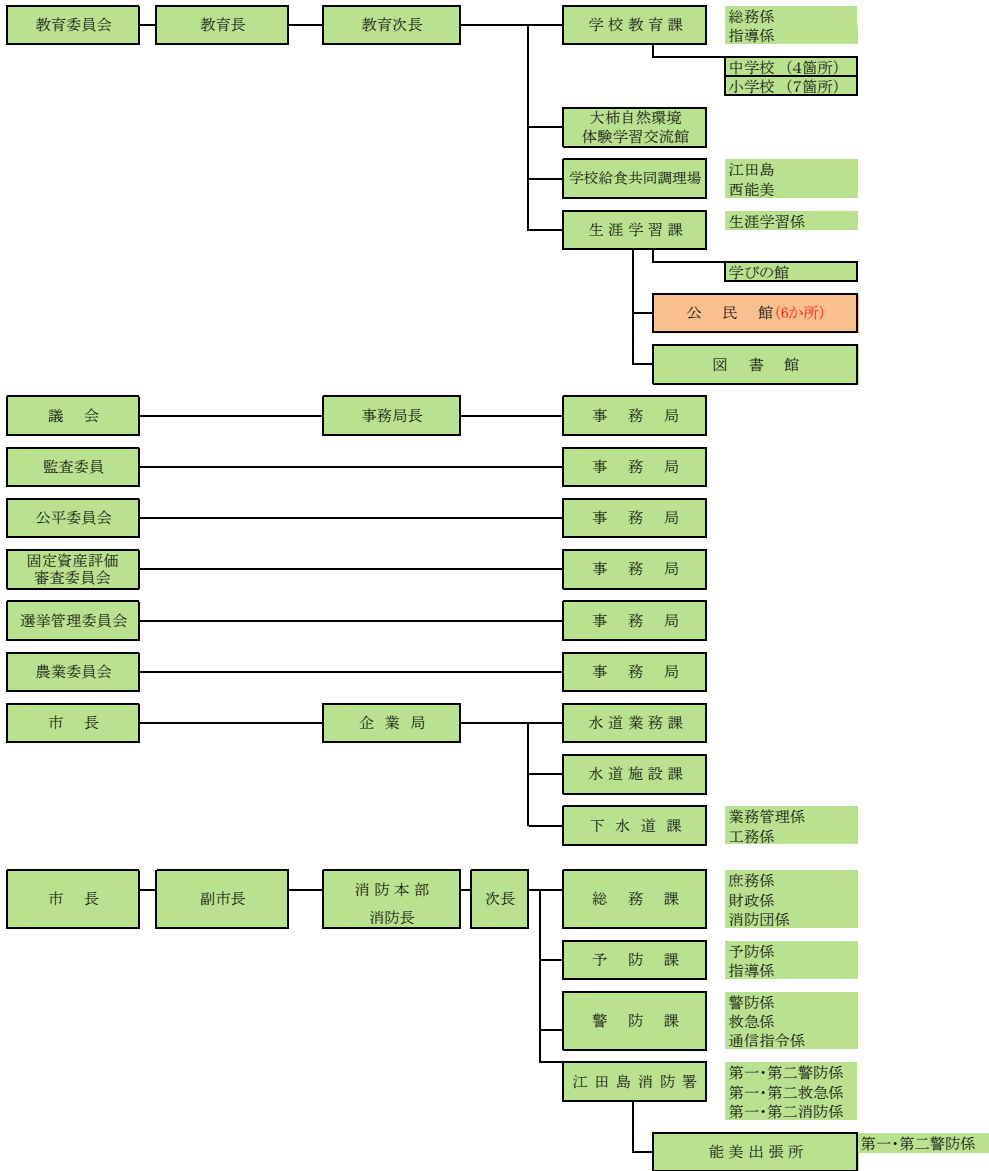 教育委員会 教育長 教育次長 学校教育課 総務係
指導係
中学校（4箇所）
小学校（7箇所）
大柿自然環境
体験学習交流館
学校給食共同調理場 江田島
西能美
生涯学習課 生涯学習係
学びの館
公民館(6か所)
図書館
議会 事務局長 事務局
監査委員 事務局
公平委員会 事務局
固定資産評価
審査委員会 事務局
選挙管理委員会 事務局
農業委員会 事務局
市長 企業局 水道業務課
水道施設課
下水道課 業務管理係
工務係
市長 副市長 消防本部
消防長 次長 総務課 庶務係
財政係
消防団係
予防課 予防係
指導係
警防課 警防係
救急係
通信指令係
江田島消防署 第一・第二警防係
第一・第二救急係
第一・第二消防係
能美出張所 第一・第二警防係